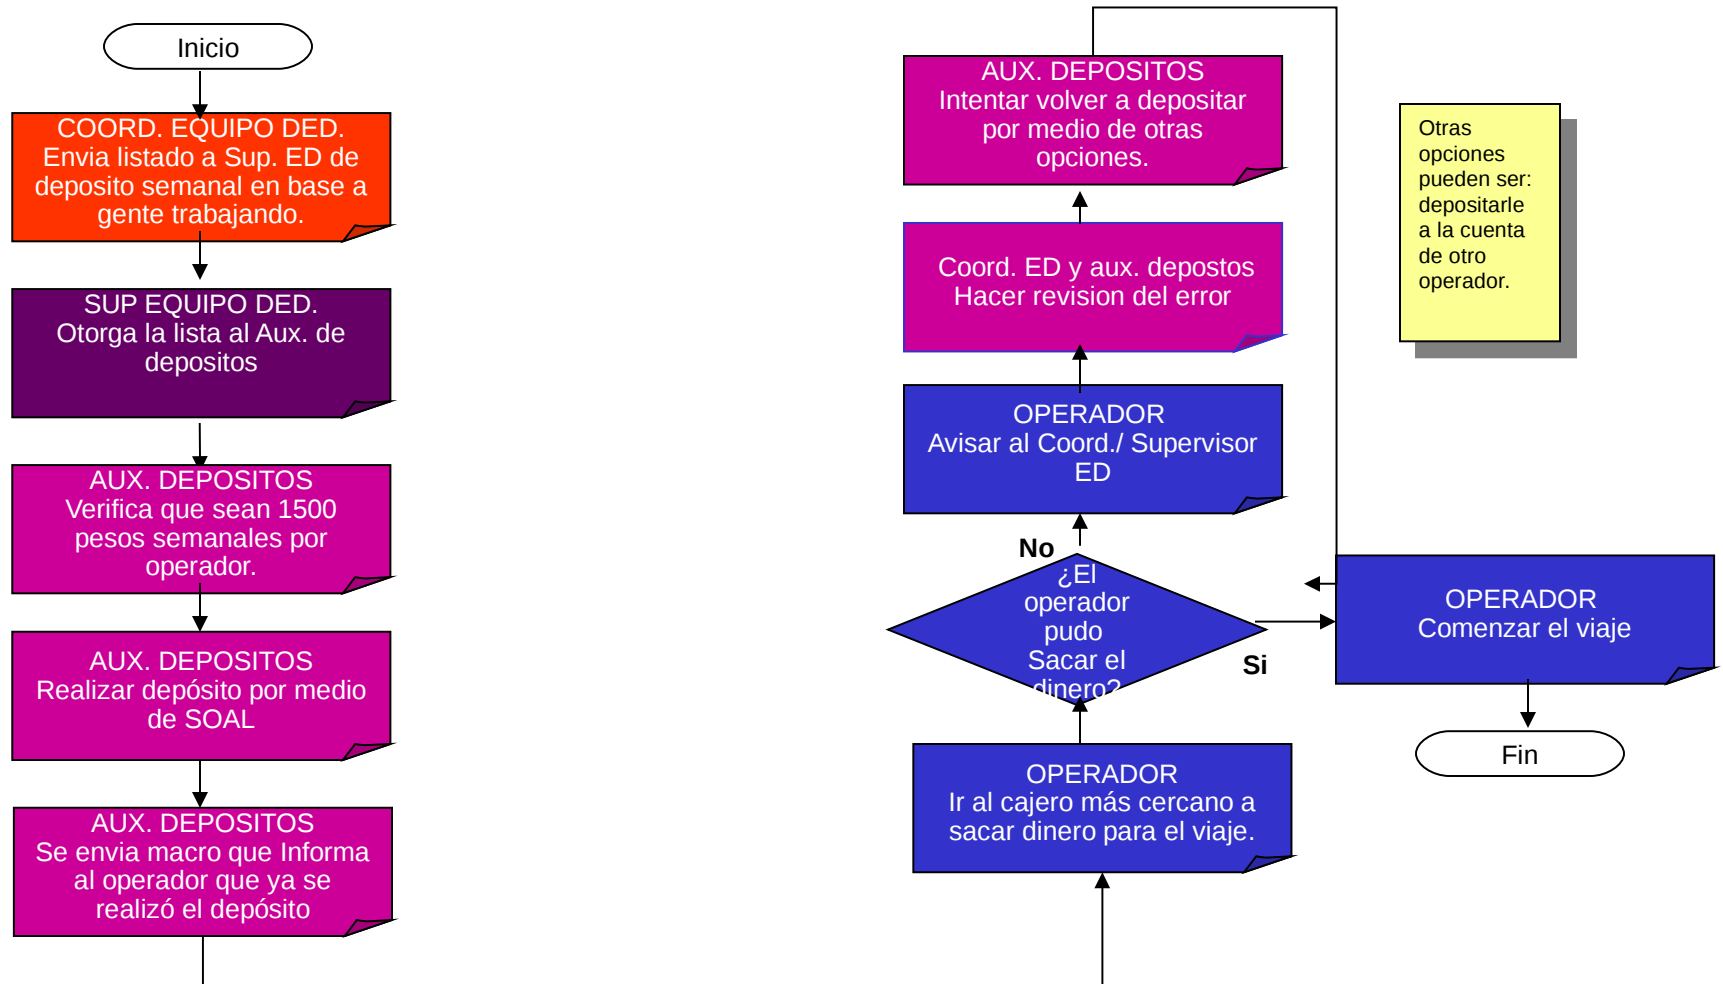 Inicio
COORD. EQUIPO DED.
Envia listado a Sup. ED de
deposito semanal en base a
gente trabajando.
SUP EQUIPO DED.
Otorga la lista al Aux. de
depositos
AUX. DEPOSITOS
Verifica que sean 1500
pesos semanales por
operador.
AUX. DEPOSITOS
Realizar depósito por medio
de SOAL
AUX. DEPOSITOS
Se envia macro que Informa
al operador que ya se
realizó el depósito
AUX. DEPOSITOS
Intentar volver a depositar
por medio de otras
opciones.
Coord. ED y aux. depostos
Hacer revision del error
OPERADOR
Avisar al Coord./ Supervisor
ED
No
¿El
operador
pudo
Sacar el
dinero?
Si
OPERADOR
Ir al cajero más cercano a
sacar dinero para el viaje.
Otras
opciones
pueden ser:
depositarle
a la cuenta
de otro
operador.
OPERADOR
Comenzar el viaje
Fin